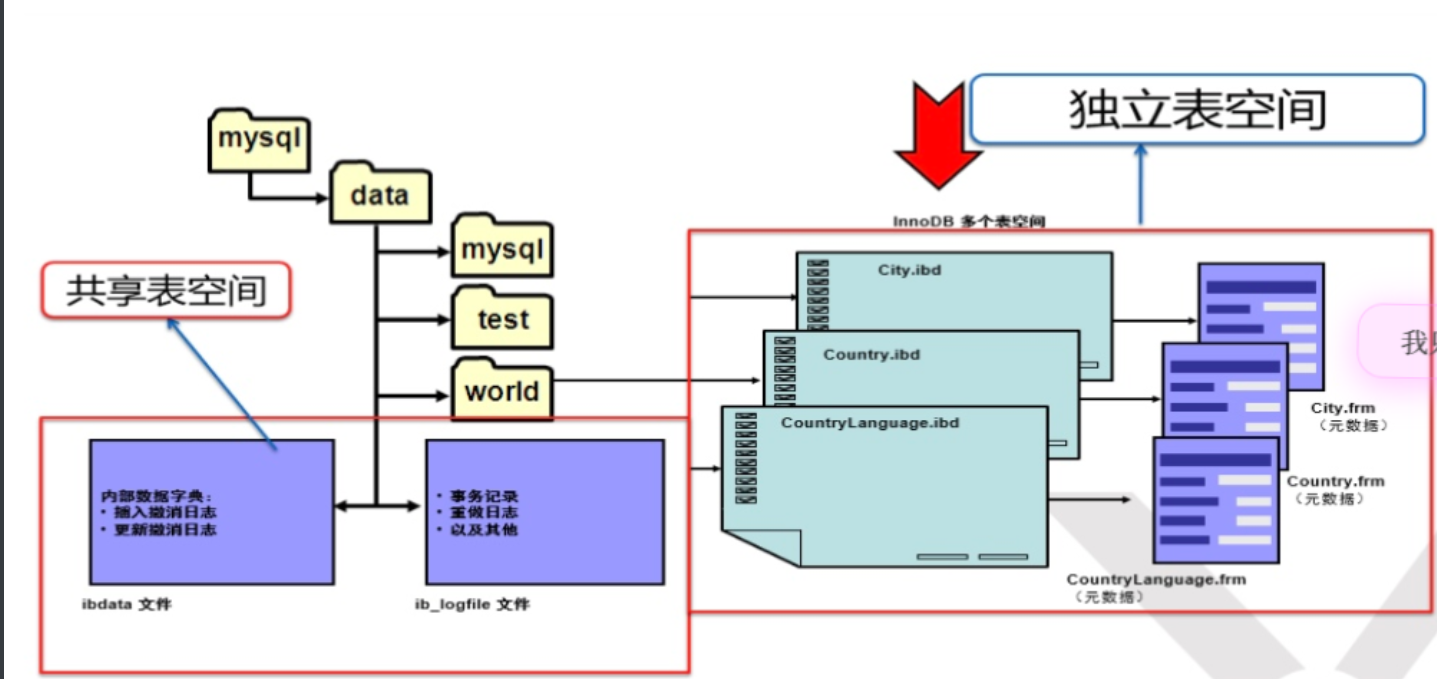 独立表空间
mysql
data
InnoDB 多个表空间
mysql
City.ibd
共享表空间
test
我
Country.ibd
world
City.frm
（元数据）
CountryLanguage.ibd
Country.frm
（元数据）
内部数据字典：
• 插入撤消日志
• 更新撤消日志
• 事务记录
• 重做日志
• 以及其他
CountryLanguage.frm
（元数据）
ibdata 文件
ib_logfile 文件